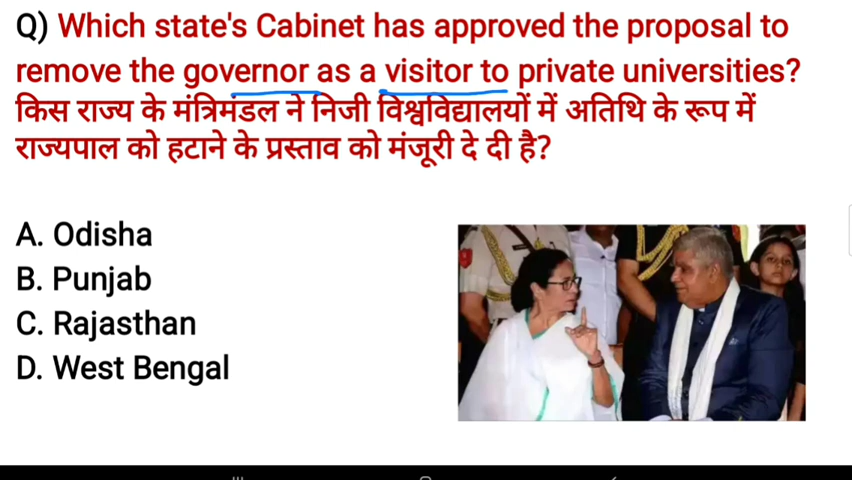 Q) Which state's Cabinet has approved the proposal to
remove the governor as a visitor to private universities?
किस राज्य के मंत्रिमंडल ने निजी विश्वविद्यालयों में अतिथि के रूप में
राज्यपाल को हटाने के प्रस्ताव को मंजूरी दे दी है?
A. Odisha
B. Punjab
C. Rajasthan
D. West Bengal